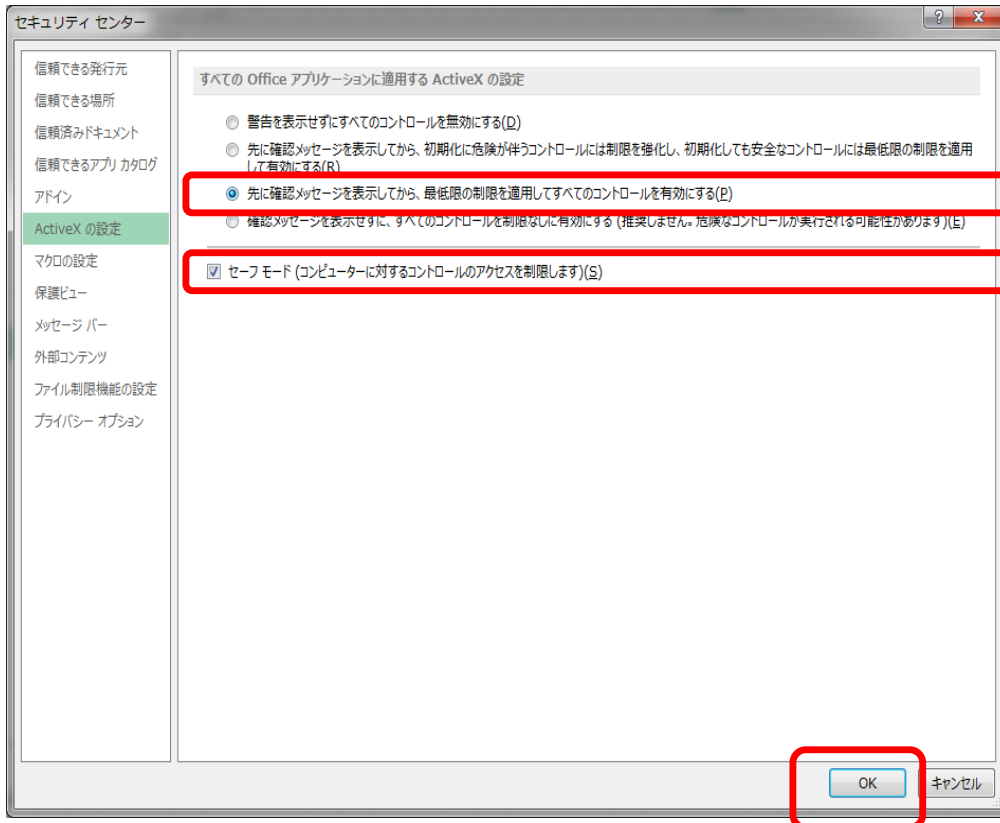 セキュリティ センター
信頼できる発行元
信頼できる場所
信頼済みドキュメント
信頼できるアプリ カタログ
アドイン
ActiveX の設定
マクロの設定
保護ビュー
メッセージ バー
外部コンテンツ
ファイル制限機能の設定
プライバシー オプション
すべての Office アプリケーションに適用する ActiveX の設定
警告を表示せずにすべてのコントロールを無効にする(D)
先に確認メッセージを表示してから、初期化に危険が伴うコントロールには制限を強化し、初期化しても安全なコントロールには最低限の制限を適用
して有効にする(R)
先に確認メッセージを表示してから、最低限の制限を適用してすべてのコントロールを有効にする(P)
確認メッセージを表示せずに、すべてのコントロールを制限なしに有効にする (推奨しません。危険なコントロールが実行される可能性があります)(E)
セーフ モード (コンピューターに対するコントロールのアクセスを制限します)(S)
OK
キャンセル